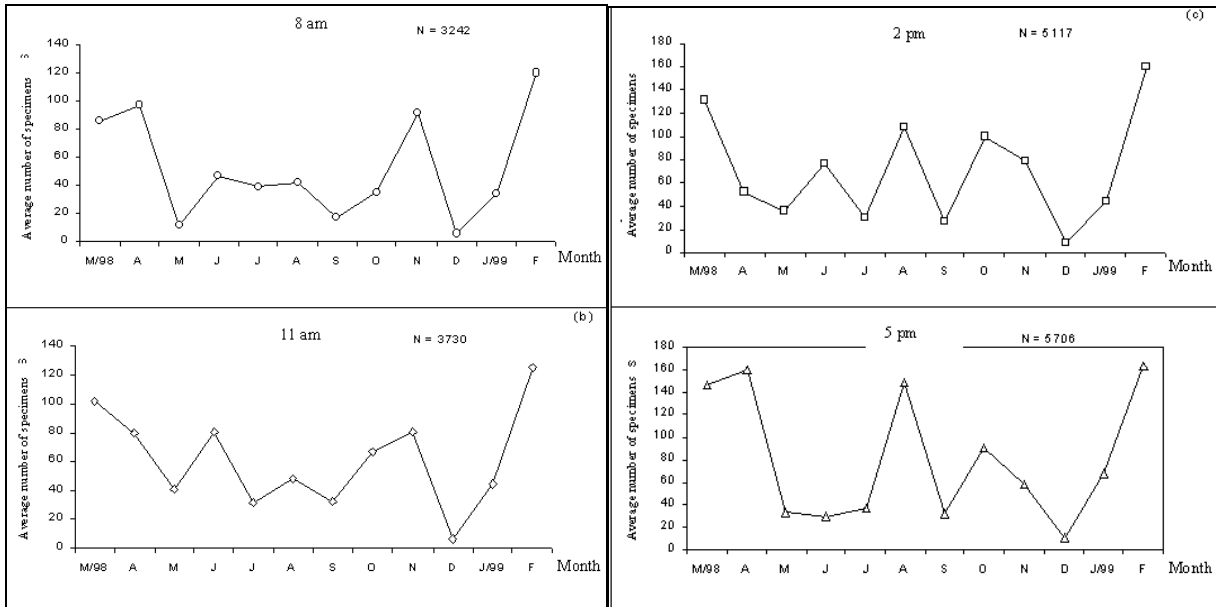 8 am
N = 3242
Average number of specimens s
140
120
100
80
60
40
20
0
M/98 A M J J A S O N D J/99 F Month
(b)
11 am
N = 3730
Average number of specimens s
140
120
100
80
60
40
20
0
M/98 A M J J A S O N D J/99 F Month
(c)
2 pm
N = 5117
Average number of specimens
180
160
140
120
100
80
60
40
20
0
M/98 A M J J A S O N D J/99 F Month
5 pm
N = 5706
Average number of specimens s
180
160
140
120
100
80
60
40
20
0
M/98 A M J J A S O N D J/99 F Month